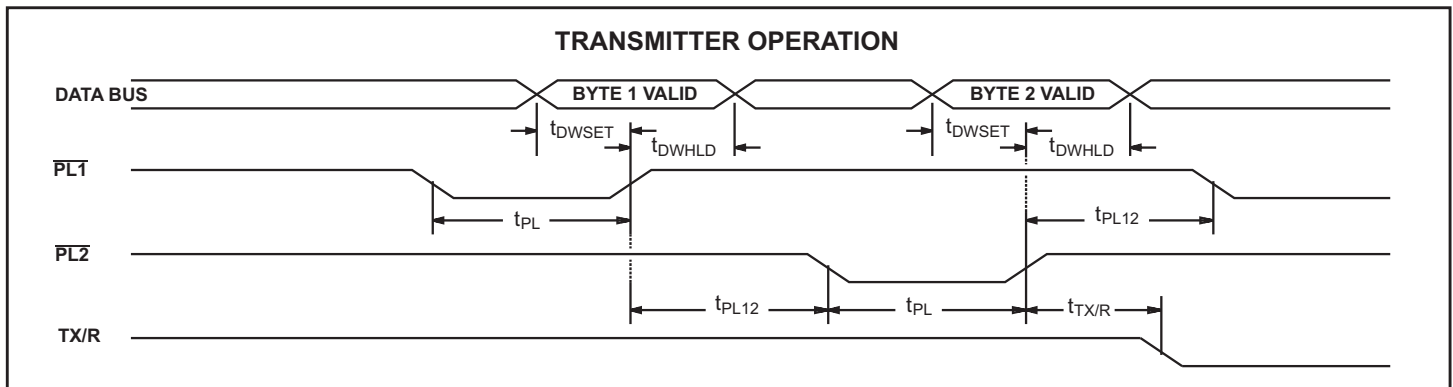 TRANSMITTER OPERATION
DATA BUS
BYTE 1 VALID
BYTE 2 VALID
tDWSET
tDWHLD
tDWSET
tDWHLD
PL1
tPL
tPL12
PL2
tPL12
tPL
tTX/R
TX/R